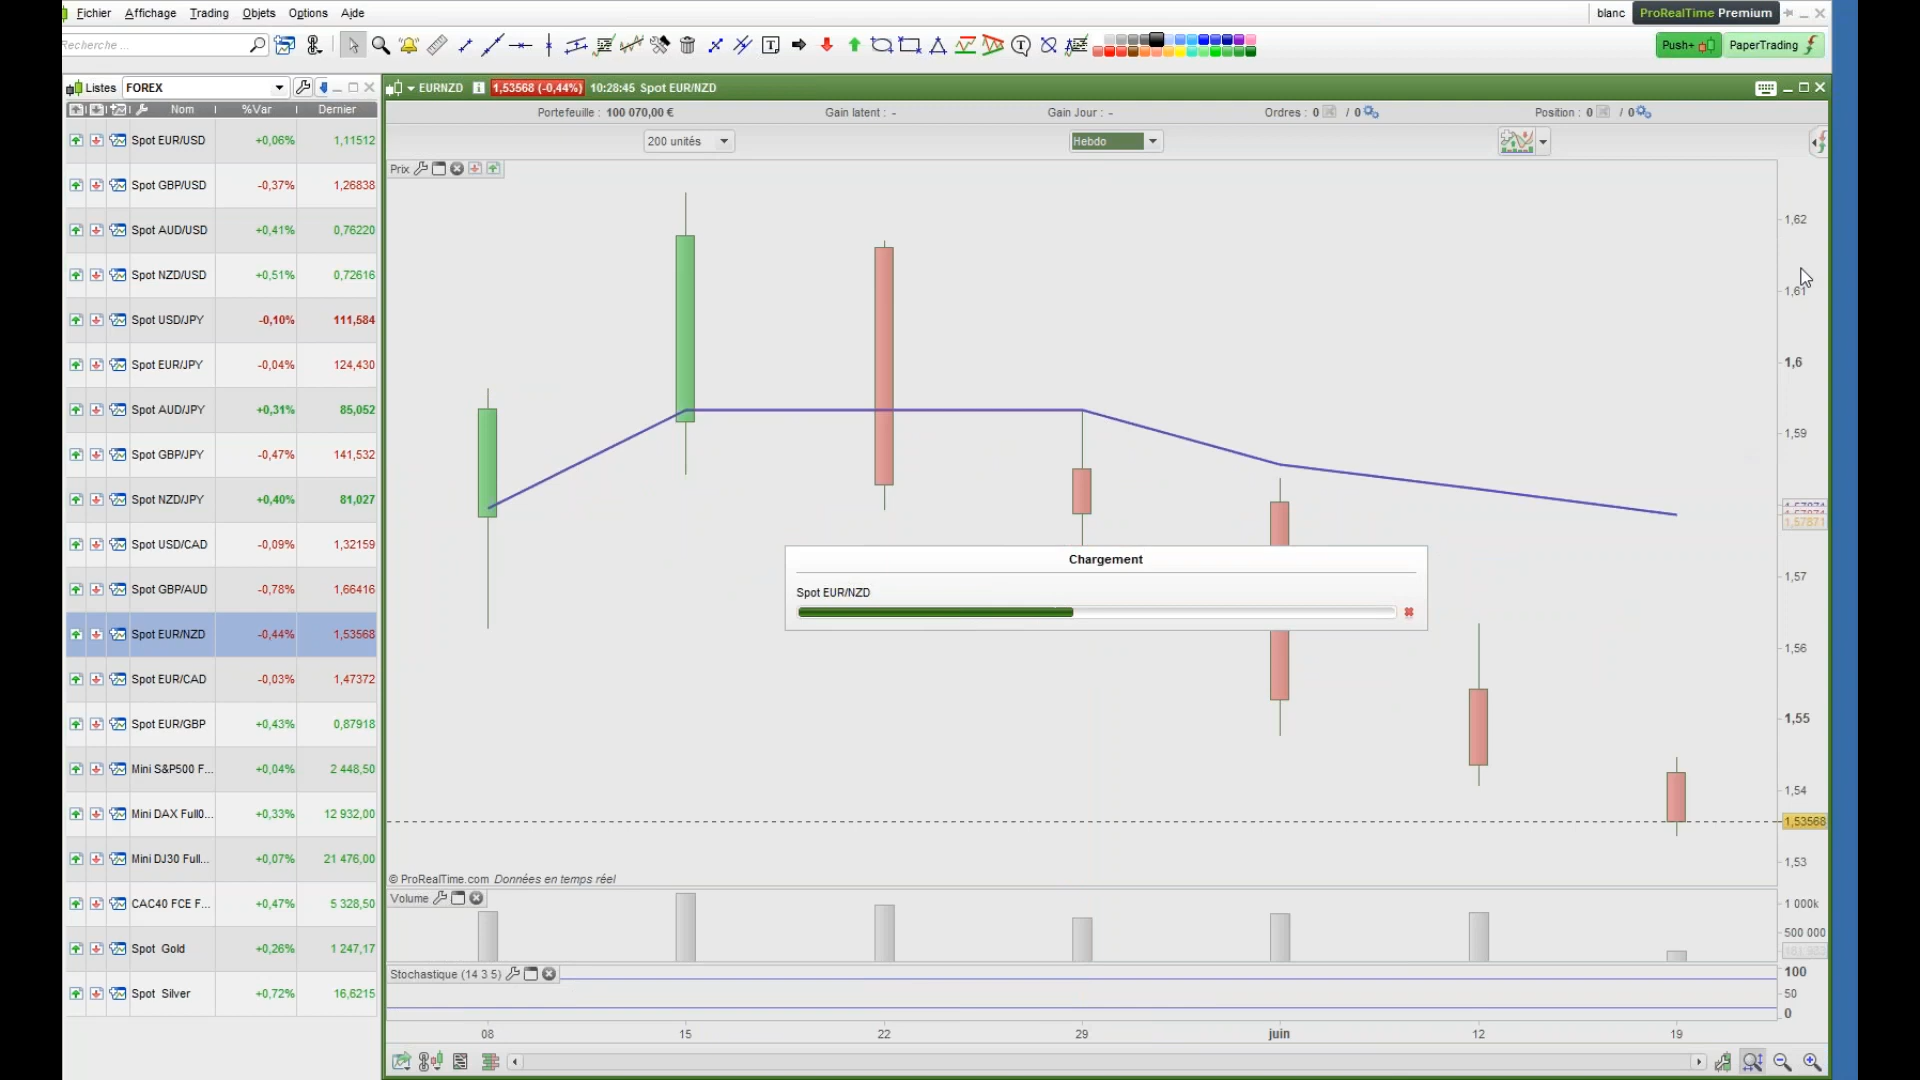 Fichier Affichage Trading Objets Options Aide
blanc ProRealTime Premium
Recherche ...
Push+ PaperTrading
Listes FOREX
Nom %Var Dernier
Spot EUR/USD +0,06% 1,11512
Spot GBP/USD -0,37% 1,26838
Spot AUD/USD +0,41% 0,76220
Spot NZD/USD +0,51% 0,72616
Spot USD/JPY -0,10% 111,584
Spot EUR/JPY -0,04% 124,430
Spot AUD/JPY +0,31% 85,052
Spot GBP/JPY -0,47% 141,532
Spot NZD/JPY +0,40% 81,027
Spot USD/CAD -0,09% 1,32159
Spot GBP/AUD -0,78% 1,66416
Spot EUR/NZD -0,44% 1,53568
Spot EUR/CAD -0,03% 1,47372
Spot EUR/GBP +0,43% 0,87918
Mini S&P500 F... +0,04% 2 448,50
Mini DAX Full0... +0,33% 12 932,00
Mini DJ30 Full... +0,07% 21 476,00
CAC40 FCE F... +0,47% 5 328,50
Spot Gold +0,26% 1 247,17
Spot Silver +0,72% 16,6215
EURNZD 1,53568 (-0,44%) 10:28:45 Spot EUR/NZD
Portefeuille : 100 070,00 € Gain latent : - Gain Jour : - Ordres : 0 / 0 Position : 0 / 0
200 unités Hebdo
Prix
1,62
1,61
1,6
1,59
1,57871
1,57
1,56
1,55
1,54
1,53568
1,53
Chargement
Spot EUR/NZD
© ProRealTime.com Données en temps réel
Volume
1 000k
500 000
Stochastique (14 3 5)
100
50
0
08 15 22 29 juin 12 19